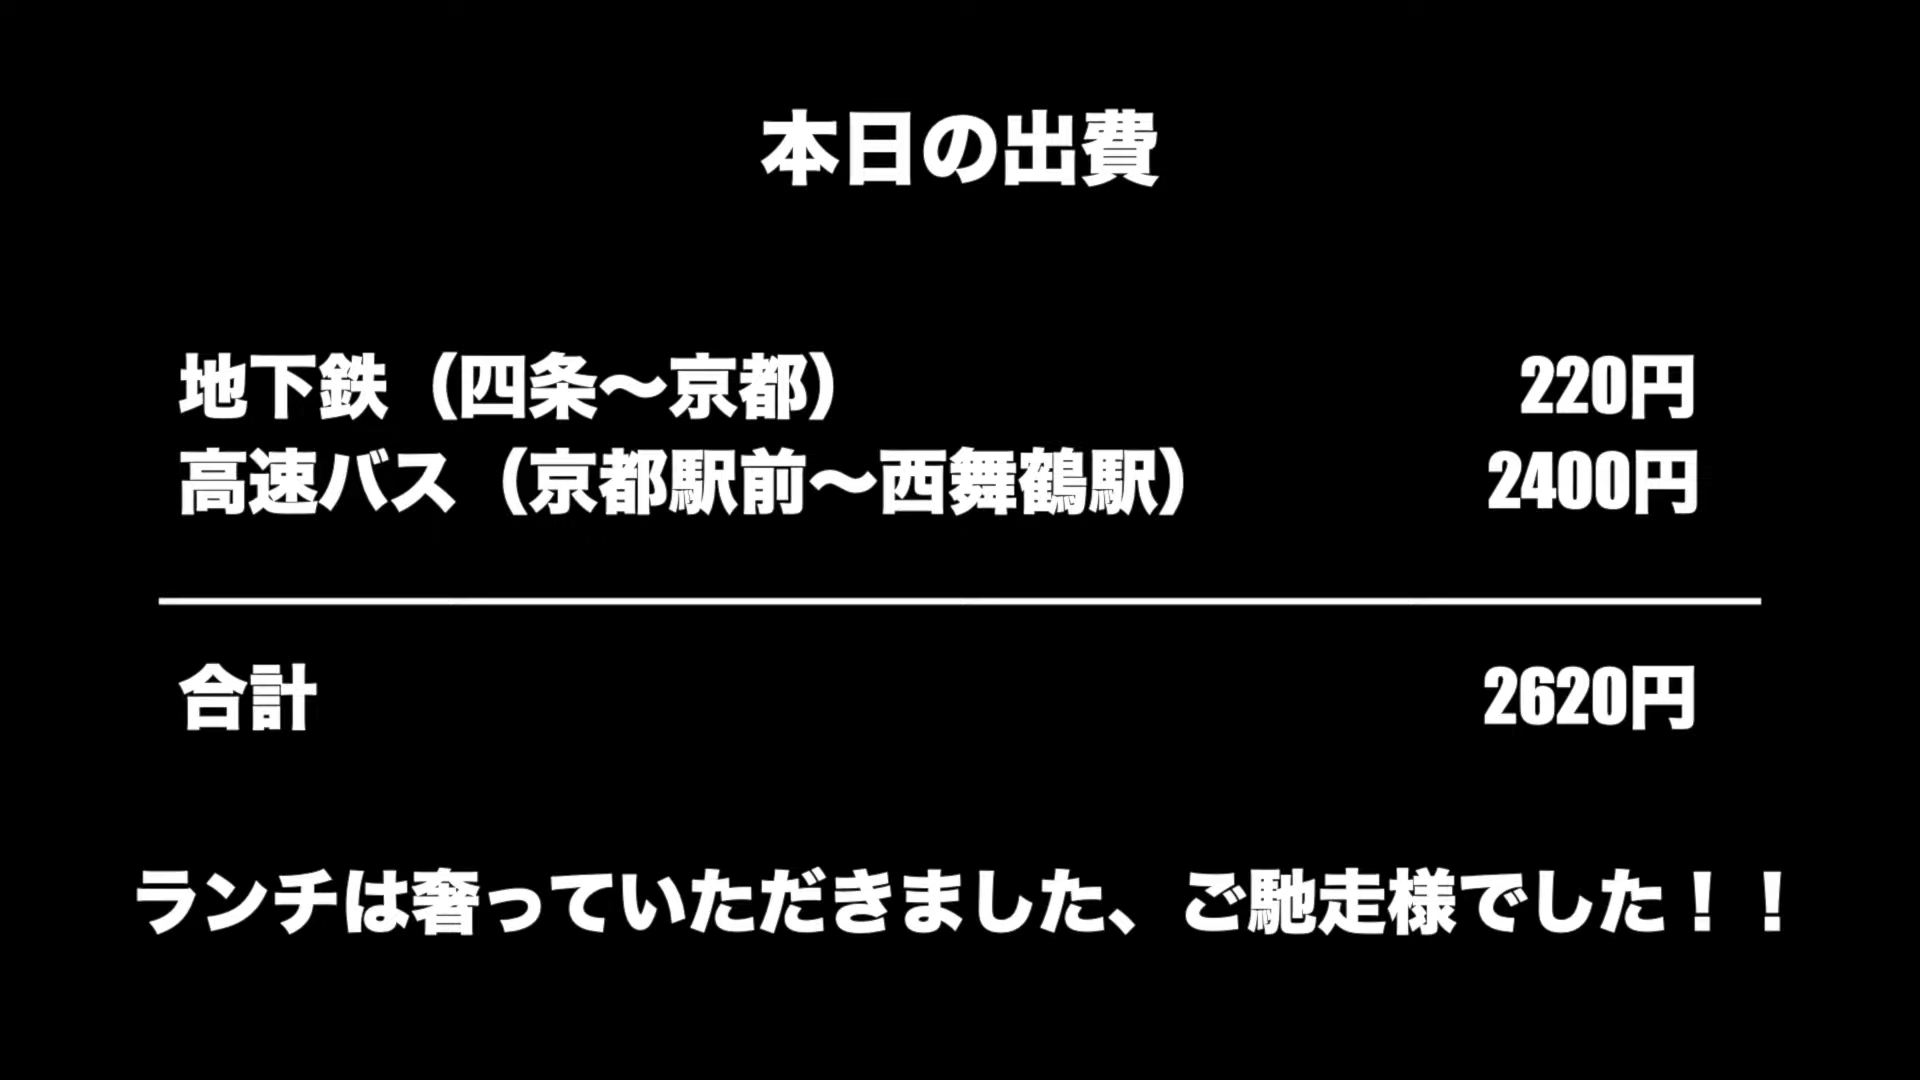 本日の出費
地下鉄（四条〜京都） 220円
高速バス（京都駅前〜西舞鶴駅） 2400円
合計 2620円
ランチは奢っていただきました、ご馳走様でした！！